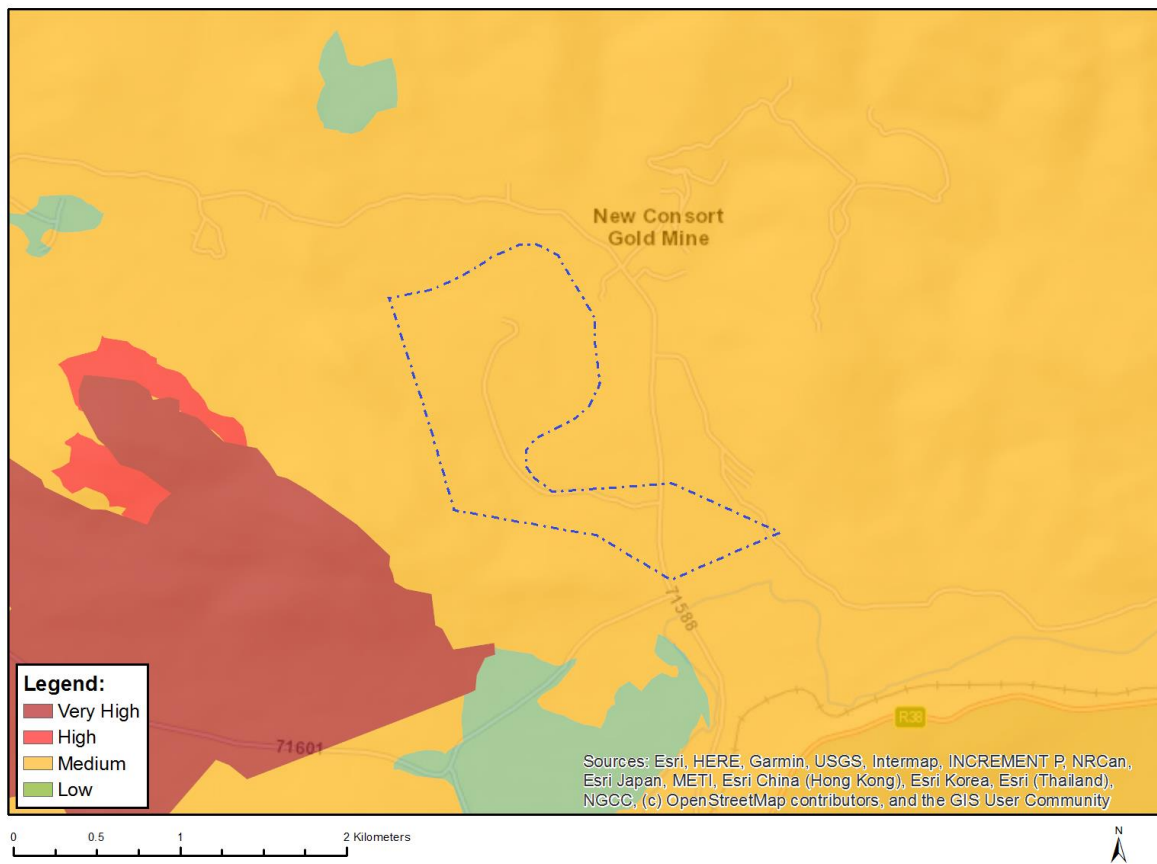 New Consort
Gold Mine
71588
R38
71601
Legend:
Very High
High
Medium
Low
Sources: Esri, HERE, Garmin, USGS, Intermap, INCREMENT P, NRCan,
Esri Japan, METI, Esri China (Hong Kong), Esri Korea, Esri (Thailand),
NGCC, (c) OpenStreetMap contributors, and the GIS User Community
0 0.5 1 2 Kilometers
N